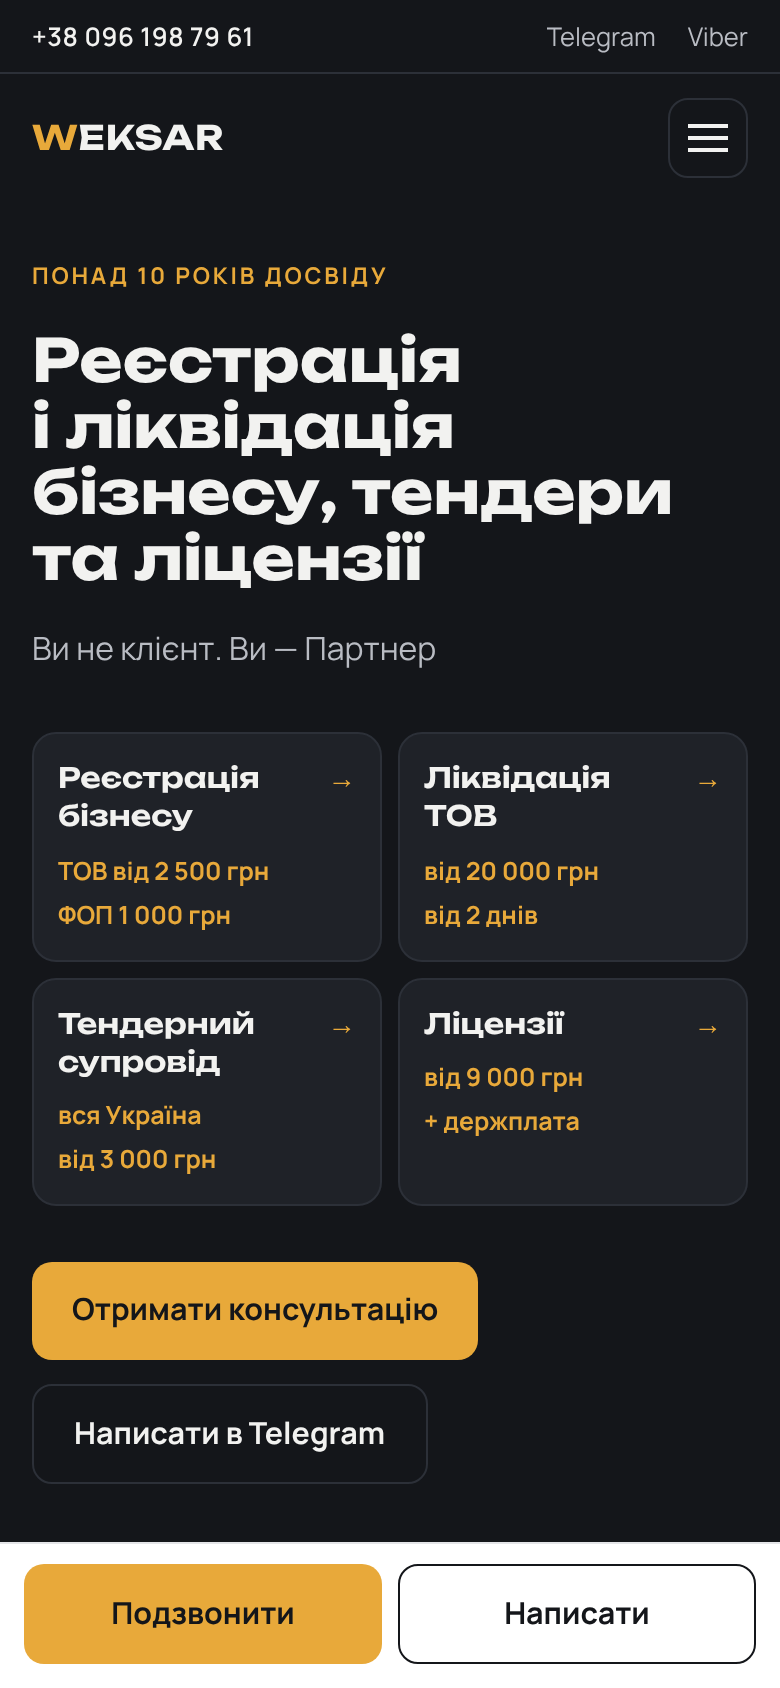 +38 096 198 79 61
Telegram Viber
WEKSAR
ПОНАД 10 РОКІВ ДОСВІДУ
Реєстрація
і ліквідація
бізнесу, тендери
та ліцензії
Ви не клієнт. Ви — Партнер
Реєстрація →
бізнесу
ТОВ від 2 500 грн
ФОП 1 000 грн
Ліквідація →
ТОВ
від 20 000 грн
від 2 днів
Тендерний →
супровід
вся Україна
від 3 000 грн
Ліцензії →
від 9 000 грн
+ держплата
Отримати консультацію
Написати в Telegram
Подзвонити
Написати